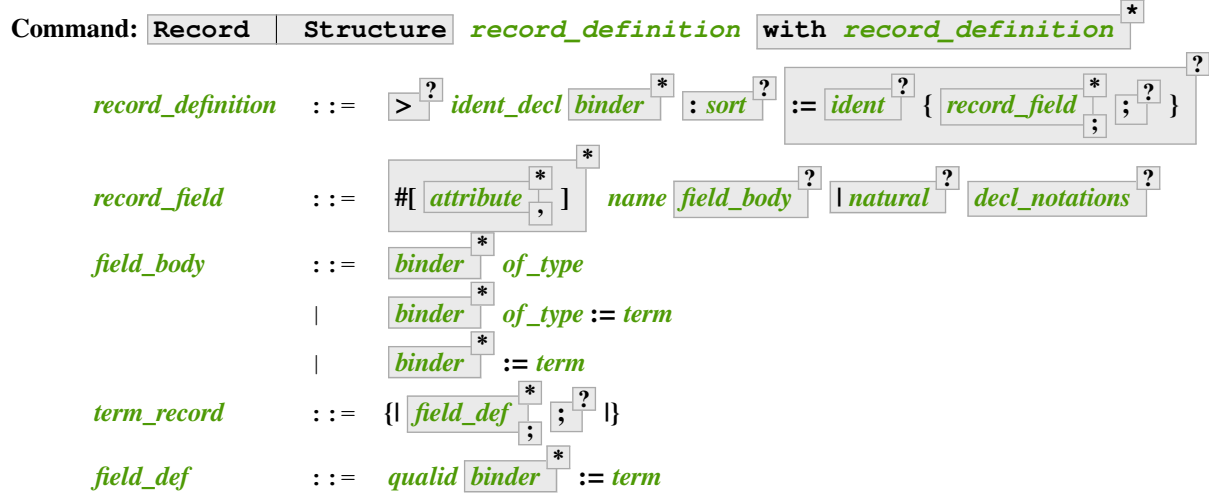 Command: Record | Structure record_definition with record_definition *
record_definition ::= > ? ident_decl binder * : sort ? := ident ? { record_field * ; ; ? } ?
record_field ::= #[ attribute * , ] * name field_body ? | natural ? decl_notations ?
field_body ::= binder * of_type
| binder * of_type := term
| binder * := term
term_record ::= {| field_def * ; ; ? |}
field_def ::= qualid binder * := term